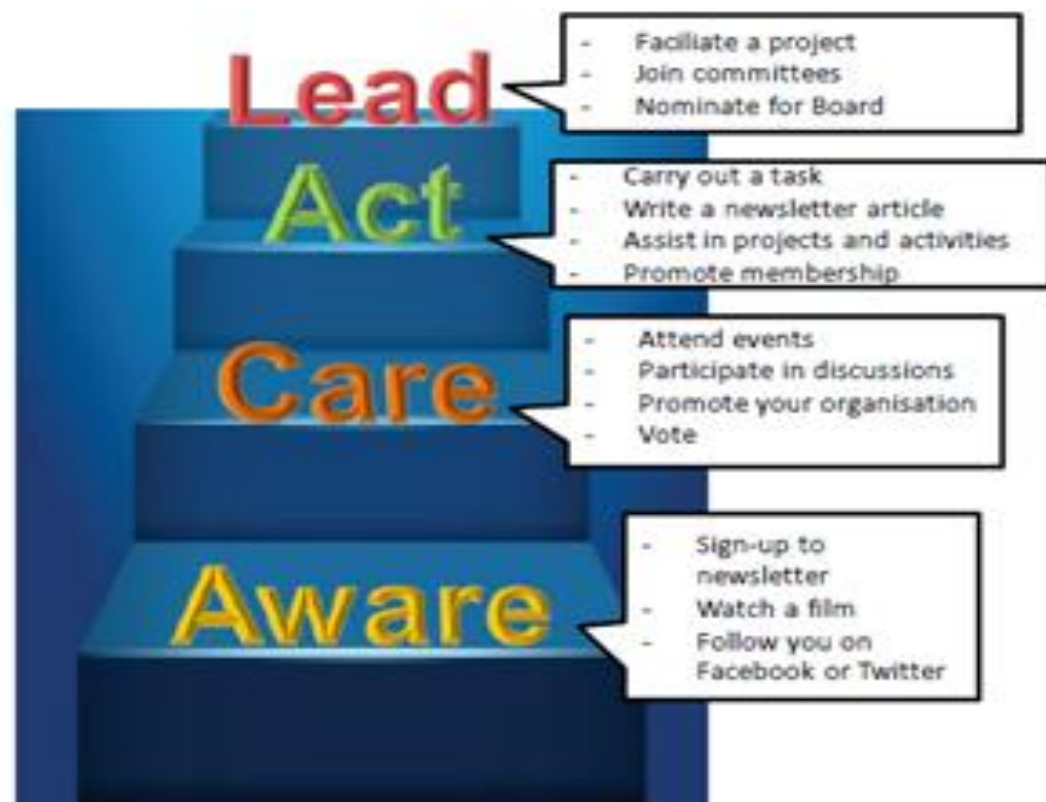 Lead
- Faciliate a project
- Join committees
- Nominate for Board
Act
- Carry out a task
- Write a newsletter article
- Assist in projects and activities
- Promote membership
Care
- Attend events
- Participate in discussions
- Promote your organisation
- Vote
Aware
- Sign-up to
newsletter
- Watch a film
- Follow you on
Facebook or Twitter